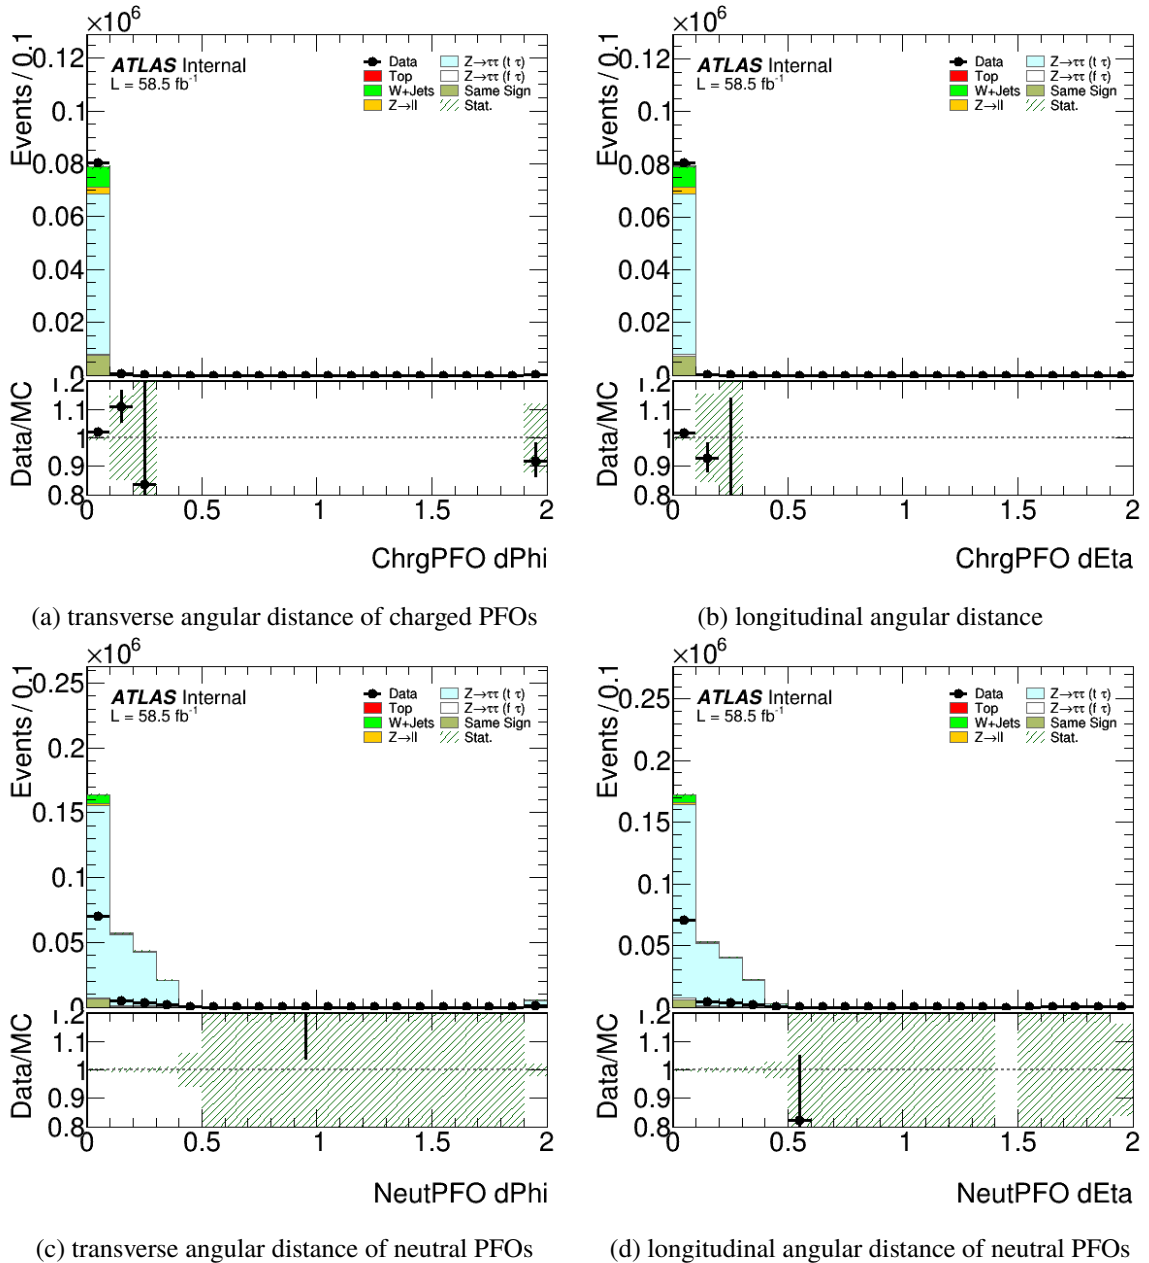 ×10⁶
Events / 0.1
0.12
0.1
0.08
0.06
0.04
0.02
0
ATLAS Internal
L = 58.5 fb⁻¹
Data
Top
W+Jets
Z→ll
Z→ττ (t τ)
Z→ττ (f τ)
Same Sign
Stat.
Data/MC
1.2
1.1
1
0.9
0.8
0 0.5 1 1.5 2
ChrgPFO dPhi
(a) transverse angular distance of charged PFOs
×10⁶
Events / 0.1
0.12
0.1
0.08
0.06
0.04
0.02
0
ATLAS Internal
L = 58.5 fb⁻¹
Data
Top
W+Jets
Z→ll
Z→ττ (t τ)
Z→ττ (f τ)
Same Sign
Stat.
Data/MC
1.2
1.1
1
0.9
0.8
0 0.5 1 1.5 2
ChrgPFO dEta
(b) longitudinal angular distance
×10⁶
Events / 0.1
0.25
0.2
0.15
0.1
0.05
0
ATLAS Internal
L = 58.5 fb⁻¹
Data
Top
W+Jets
Z→ll
Z→ττ (t τ)
Z→ττ (f τ)
Same Sign
Stat.
Data/MC
1.2
1.1
1
0.9
0.8
0 0.5 1 1.5 2
NeutPFO dPhi
(c) transverse angular distance of neutral PFOs
×10⁶
Events / 0.1
0.25
0.2
0.15
0.1
0.05
0
ATLAS Internal
L = 58.5 fb⁻¹
Data
Top
W+Jets
Z→ll
Z→ττ (t τ)
Z→ττ (f τ)
Same Sign
Stat.
Data/MC
1.2
1.1
1
0.9
0.8
0 0.5 1 1.5 2
NeutPFO dEta
(d) longitudinal angular distance of neutral PFOs